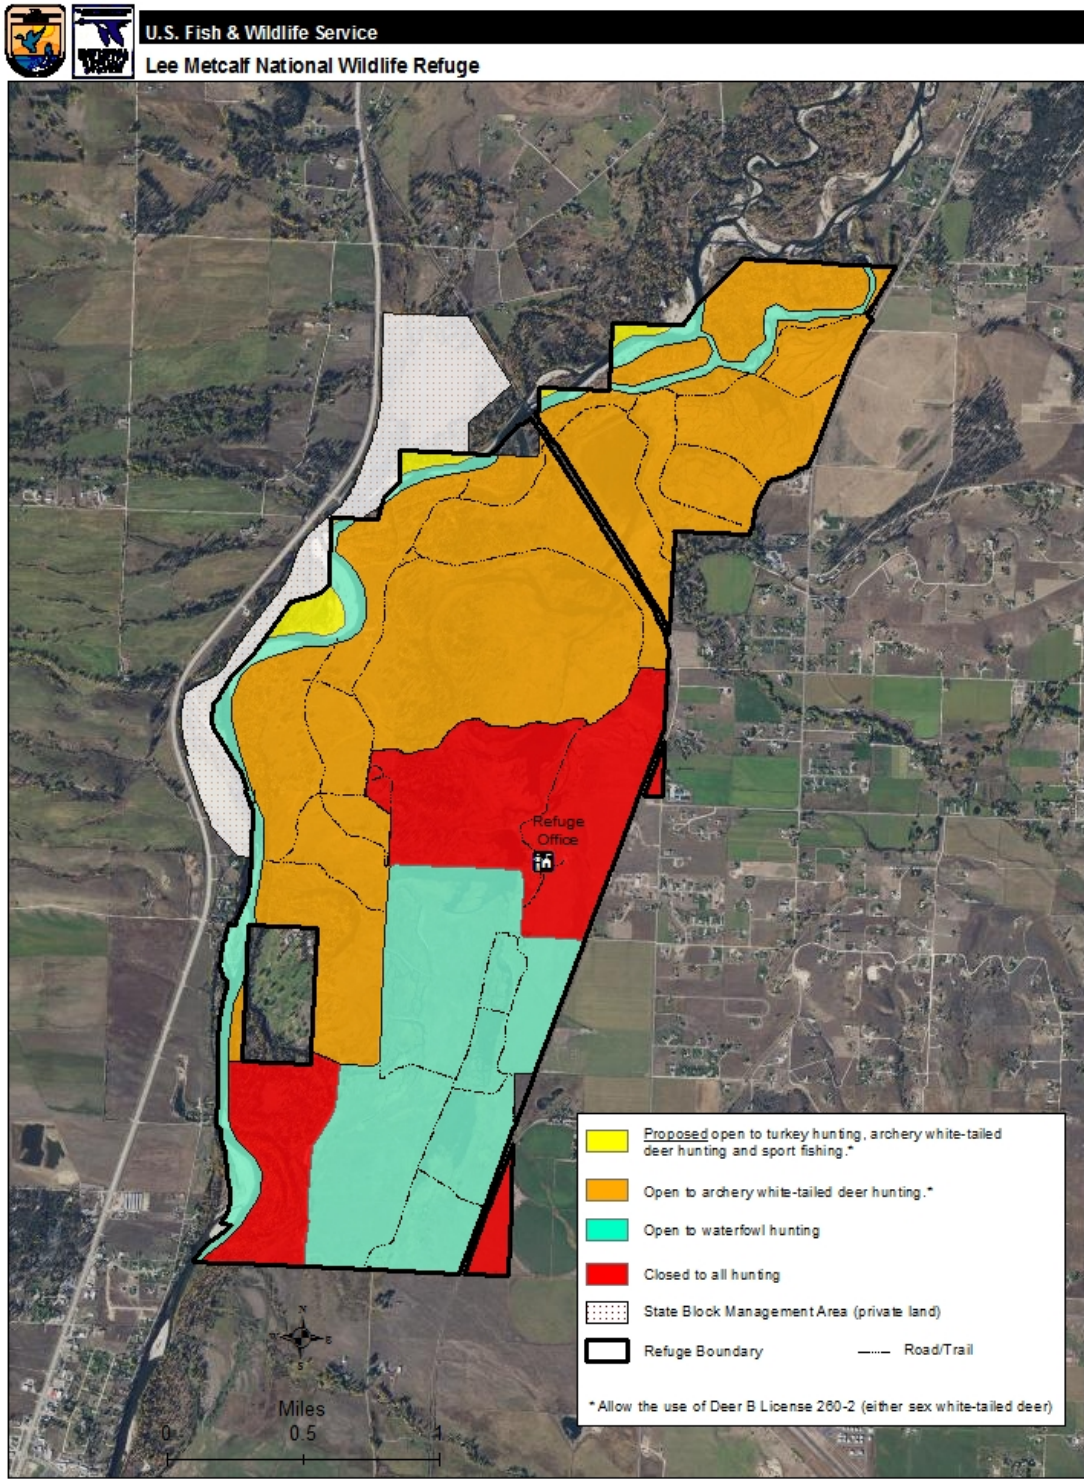 U.S. Fish & Wildlife Service
Lee Metcalf National Wildlife Refuge
Refuge
Office
Proposed open to turkey hunting, archery white-tailed
deer hunting and sport fishing.*
Open to archery white-tailed deer hunting.*
Open to waterfowl hunting
Closed to all hunting
State Block Management Area (private land)
Refuge Boundary
Road/Trail
* Allow the use of Deer B License 260-2 (either sex white-tailed deer)
N
W E
S
Miles
0 0.5 1